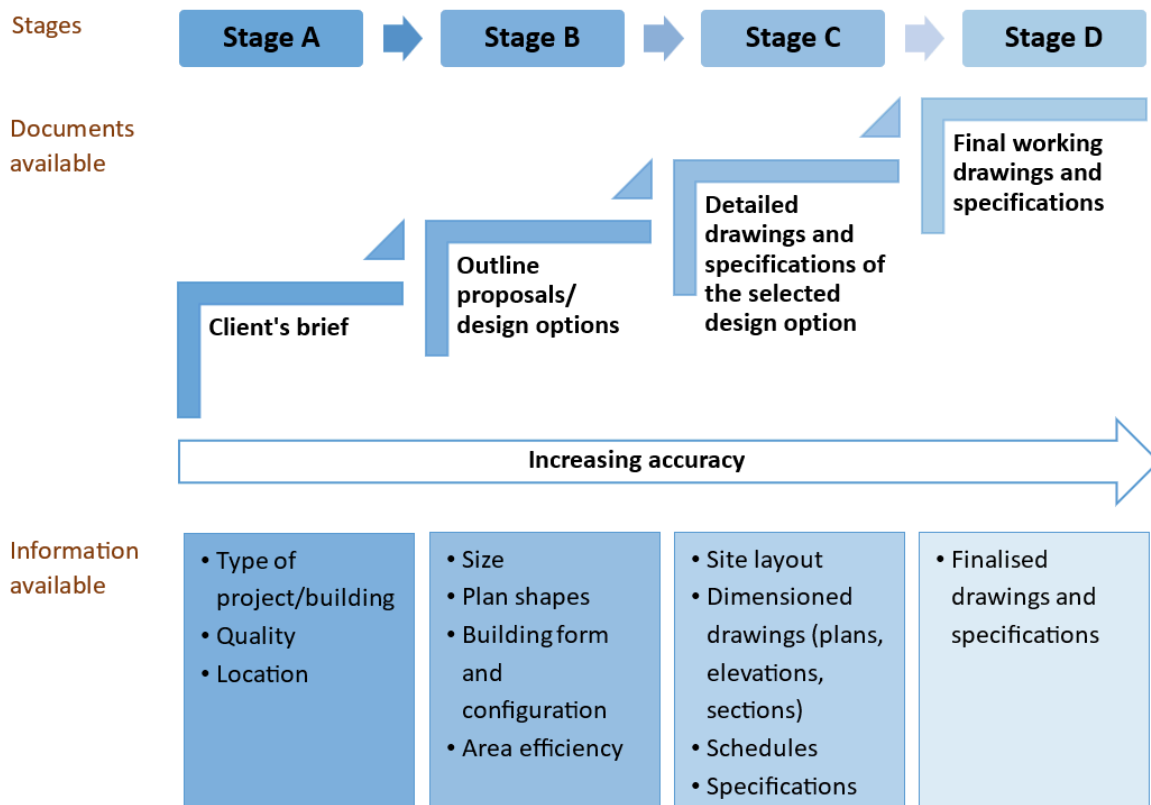 Stages
Stage A
Stage B
Stage C
Stage D
Documents
available
Client's brief
Outline
proposals/
design options
Detailed
drawings and
specifications of
the selected
design option
Final working
drawings and
specifications
Increasing accuracy
Information
available
• Type of
project/building
• Quality
• Location
• Size
• Plan shapes
• Building form
and
configuration
• Area efficiency
• Site layout
• Dimensioned
drawings (plans,
elevations,
sections)
• Schedules
• Specifications
• Finalised
drawings and
specifications